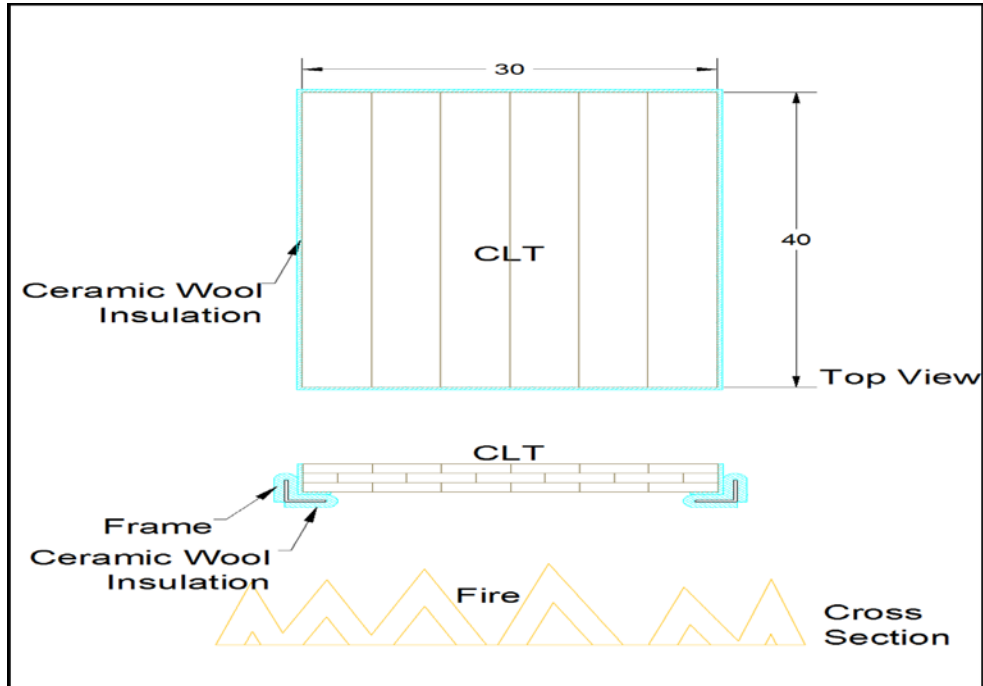 30
CLT
40
Ceramic Wool
Insulation
Top View
CLT
Frame
Ceramic Wool
Insulation
Fire
Cross
Section